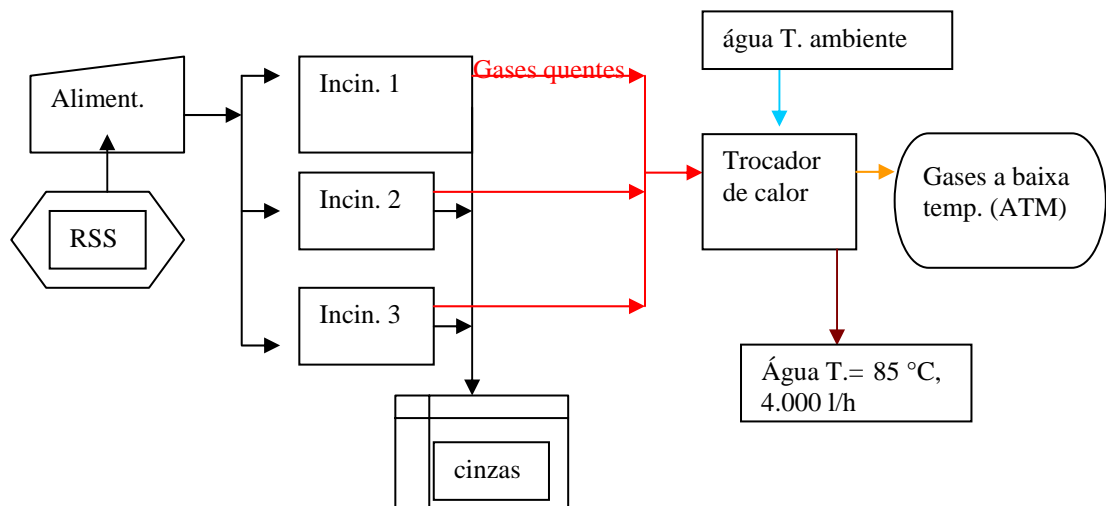 água T. ambiente
Gases quentes
Aliment.
Incin. 1
Trocador
de calor
Gases a baixa
temp. (ATM)
Incin. 2
RSS
Incin. 3
Água T.= 85 °C,
4.000 l/h
cinzas